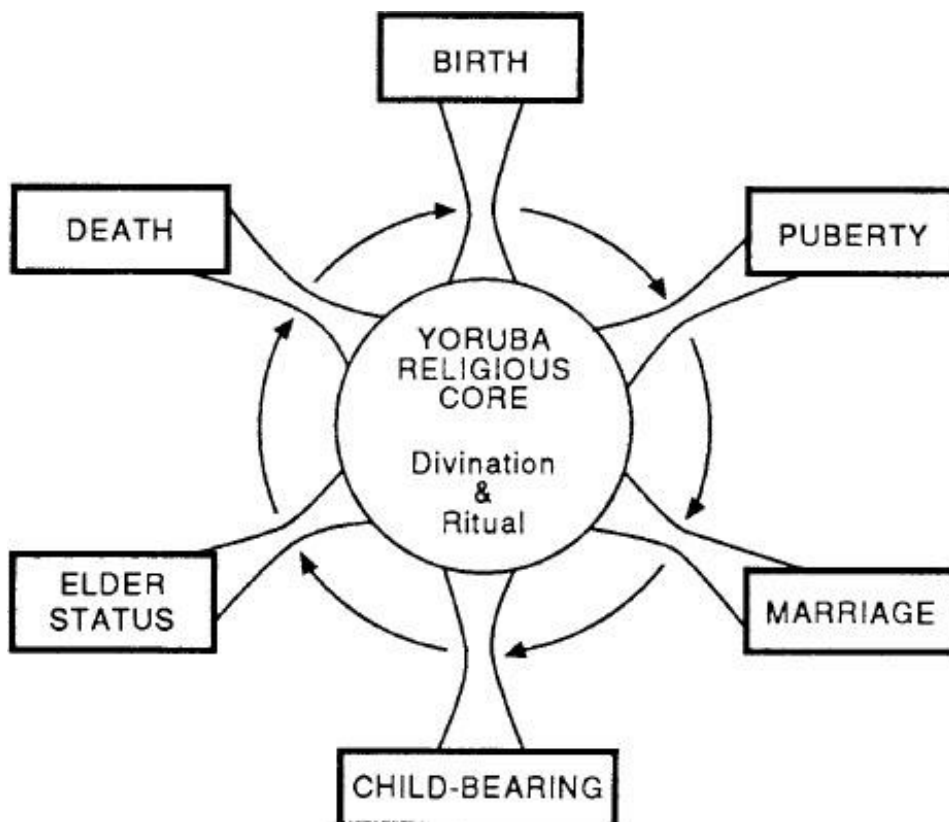 BIRTH
DEATH
PUBERTY
YORUBA
RELIGIOUS
CORE
Divination
&
Ritual
ELDER
STATUS
MARRIAGE
CHILD-BEARING